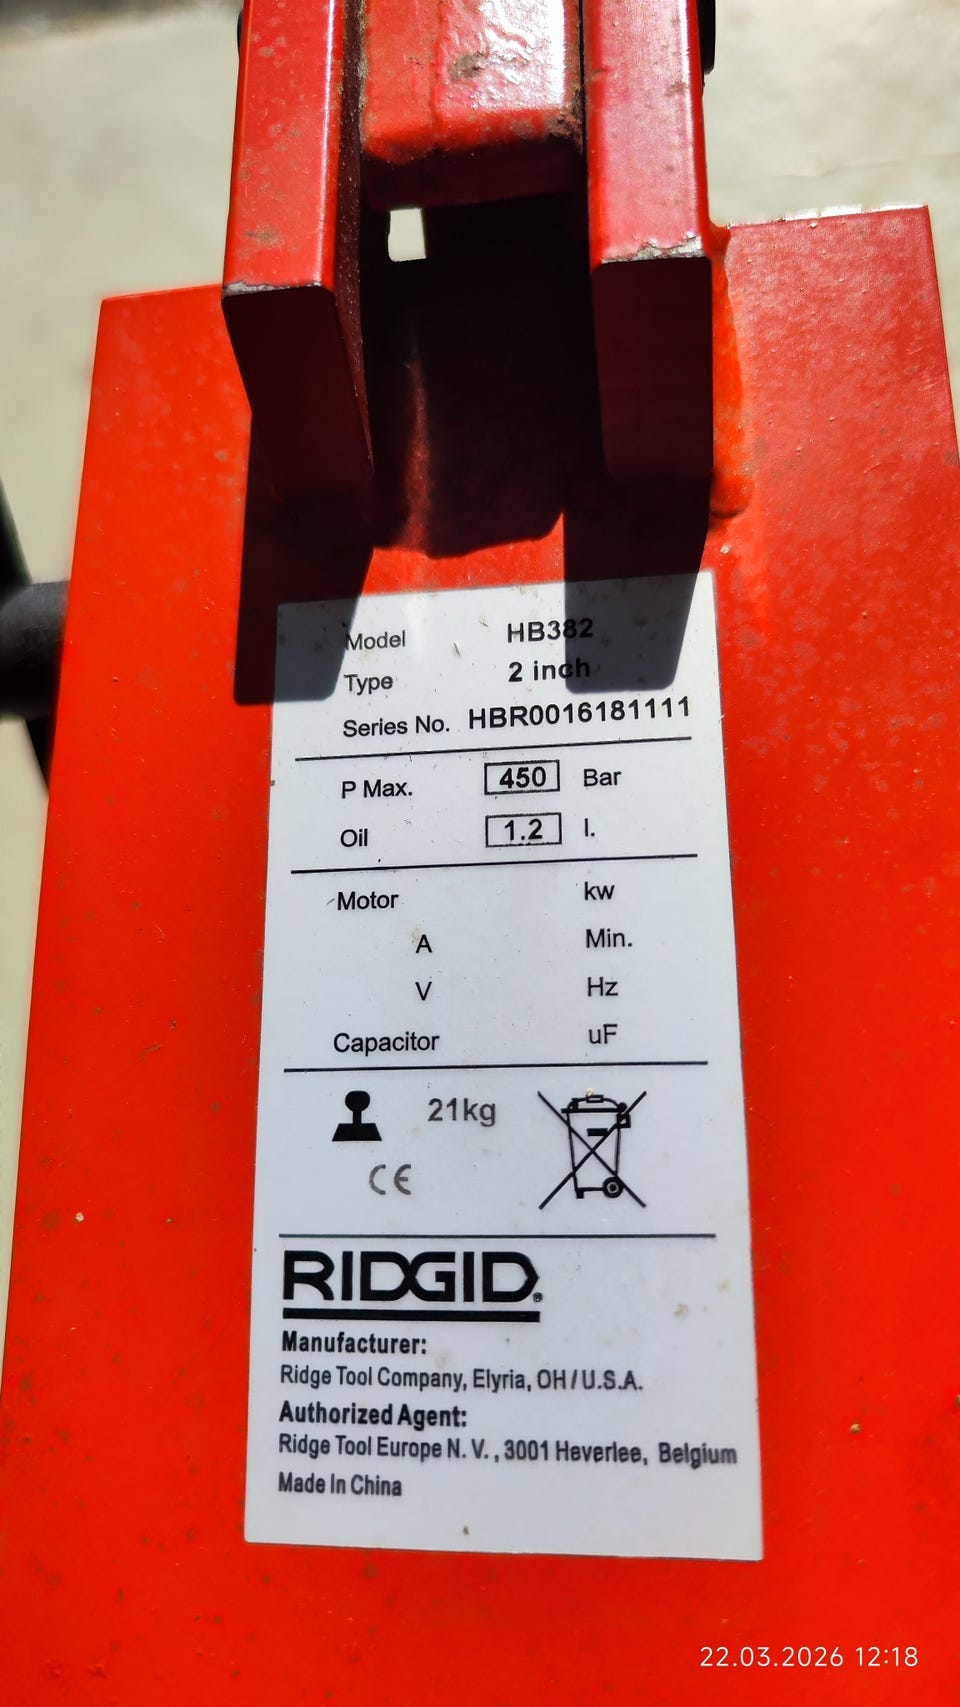 Model HB382
Type 2 inch
Series No. HBR0016181111
P Max. 450 Bar
Oil 1.2 l.
Motor kw
A Min.
V Hz
Capacitor uF
21kg
CE
RIDGID®
Manufacturer:
Ridge Tool Company, Elyria, OH / U.S.A.
Authorized Agent:
Ridge Tool Europe N. V. , 3001 Heverlee, Belgium
Made In China
22.03.2026 12:18